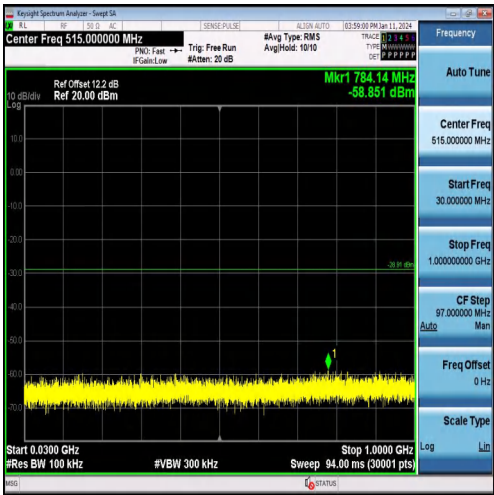 Keysight Spectrum Analyzer - Swept SA
RL RF 50 Ω AC SENSE:PULSE ALIGN AUTO 03:59:00 PM Jan 11, 2024
Center Freq 515.000000 MHz #Avg Type: RMS TRACE 1 2 3 4 5 6
PNO: Fast Trig: Free Run Avg|Hold: 10/10 TYPE MWWWWW
IFGain:Low #Atten: 20 dB DET P P P P P P
Mkr1 784.14 MHz
Ref Offset 12.2 dB
10 dB/div Ref 20.00 dBm -58.851 dBm
Log
10.0
0.00
-10.0
-20.0
-30.0
-40.0
-50.0
-60.0
-70.0
1
Start 0.0300 GHz Stop 1.0000 GHz
#Res BW 100 kHz #VBW 300 kHz Sweep 94.00 ms (30001 pts)
MSG STATUS
Frequency
Auto Tune
Center Freq
515.000000 MHz
Start Freq
30.000000 MHz
Stop Freq
1.000000000 GHz
CF Step
97.000000 MHz
Auto Man
Freq Offset
0 Hz
Scale Type
Log Lin